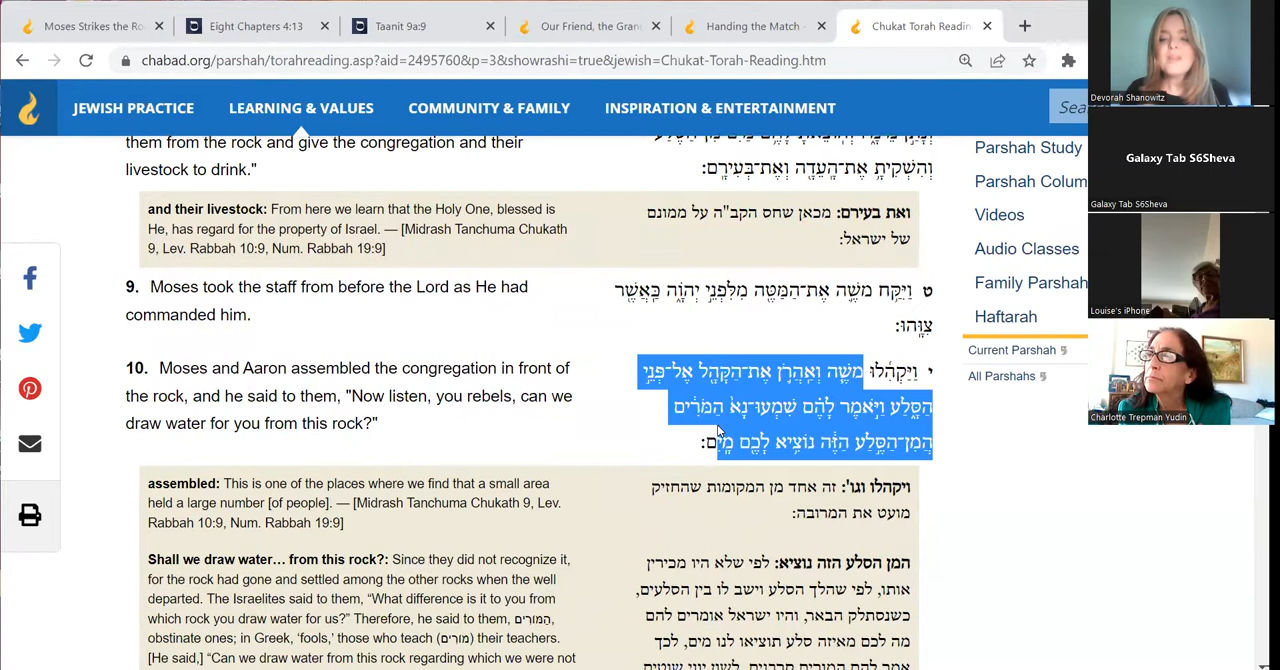 Moses Strikes the Ro
Eight Chapters 4:13
Taanit 9a:9
Our Friend, the Gran
Handing the Match -
Chukat Torah Readin
chabad.org/parshah/torahreading.asp?aid=2495760&p=3&showrashi=true&jewish=Chukat-Torah-Reading.htm
JEWISH PRACTICE
LEARNING & VALUES
COMMUNITY & FAMILY
INSPIRATION & ENTERTAINMENT
Sea
them from the rock and give the congregation and their
livestock to drink."
לָהֶ֥ם מַ֙יִם֙ מִן־הַסֶּ֔לַע
וְהִשְׁקִיתָ֥ אֶת־הָֽעֵדָ֖ה וְאֶת־בְּעִירָֽם:
and their livestock: From here we learn that the Holy One, blessed is
He, has regard for the property of Israel. — [Midrash Tanchuma Chukath
9, Lev. Rabbah 10:9, Num. Rabbah 19:9]
ואת בעירם: מכאן שחס הקב"ה על ממונם
של ישראל:
9. Moses took the staff from before the Lord as He had
commanded him.
ט וַיִּקַּ֥ח משֶׁ֛ה אֶת־הַמַּטֶּ֖ה מִלִּפְנֵ֣י יְהֹוָ֑ה כַּֽאֲשֶׁ֖ר
צִוָּֽהוּ:
10. Moses and Aaron assembled the congregation in front of
the rock, and he said to them, "Now listen, you rebels, can we
draw water for you from this rock?"
י וַיַּקְהִ֜לוּ משֶׁ֧ה וְאַֽהֲרֹ֛ן אֶת־הַקָּהָ֖ל אֶל־פְּנֵ֣י
הַסָּ֑לַע וַיֹּ֣אמֶר לָהֶ֗ם שִׁמְעוּ־נָא֙ הַמֹּרִ֔ים
הֲמִן־הַסֶּ֣לַע הַזֶּ֔ה נוֹצִ֥יא לָכֶ֖ם מָֽיִם:
assembled: This is one of the places where we find that a small area
held a large number [of people]. — [Midrash Tanchuma Chukath 9, Lev.
Rabbah 10:9, Num. Rabbah 19:9]
ויקהלו וגו': זה אחד מן המקומות שהחזיק
מועט את המרובה:
Shall we draw water… from this rock?: Since they did not recognize it,
for the rock had gone and settled among the other rocks when the well
departed. The Israelites said to them, “What difference is it to you from
which rock you draw water for us?” Therefore, he said to them, הַמּוֹרִים,
obstinate ones; in Greek, ‘fools,’ those who teach (מורים) their teachers.
[He said,] “Can we draw water from this rock regarding which we were not
המן הסלע הזה נוציא: לפי שלא היו מכירין
אותו, לפי שהלך הסלע וישב לו בין הסלעים,
כשנסתלק הבאר, והיו ישראל אומרים להם
מה לכם מאיזה סלע תוציאו לנו מים, לכך
אמר להם המורים סרבנים, לשון יוני שוטים
Parshah Study
Parshah Colum
Videos
Audio Classes
Family Parshah
Haftarah
Current Parshah
All Parshahs
Devorah Shanowitz
Galaxy Tab S6Sheva
Galaxy Tab S6Sheva
Louise's iPhone
Charlotte Trepman Yudin